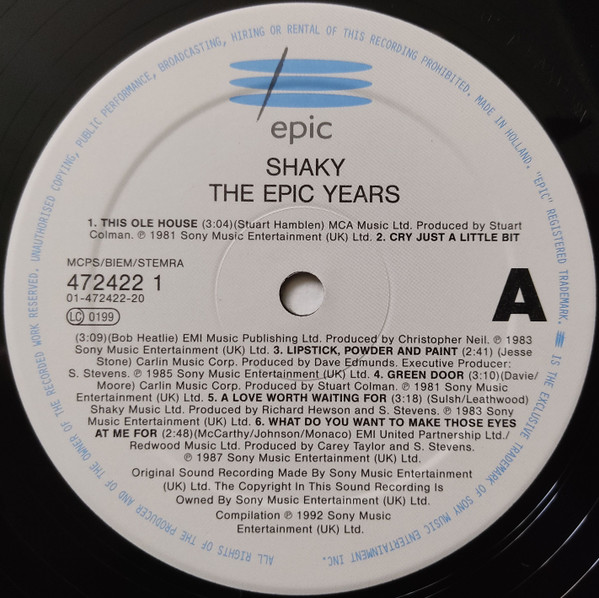 ALL RIGHTS OF THE PRODUCER AND OF THE OWNER OF THE RECORDED WORK RESERVED. UNAUTHORISED COPYING, PUBLIC PERFORMANCE, BROADCASTING, HIRING OR RENTAL OF THIS RECORDING PROHIBITED. MADE IN HOLLAND. "EPIC" REGISTERED TRADEMARK. IS THE EXCLUSIVE TRADEMARK OF SONY MUSIC ENTERTAINMENT INC.
epic
SHAKY
THE EPIC YEARS
1. THIS OLE HOUSE (3:04)(Stuart Hamblen) MCA Music Ltd. Produced by Stuart
Colman. ℗ 1981 Sony Music Entertainment (UK) Ltd. 2. CRY JUST A LITTLE BIT
MCPS/BIEM/STEMRA
472422 1
01-472422-20
LC 0199
A
(3:09)(Bob Heatlie) EMI Music Publishing Ltd. Produced by Christopher Neil. ℗ 1983
Sony Music Entertainment (UK) Ltd. 3. LIPSTICK, POWDER AND PAINT (2:41) (Jesse
Stone) Carlin Music Corp. Produced by Dave Edmunds. Executive Producer:
S. Stevens. ℗ 1985 Sony Music Entertainment (UK) Ltd. 4. GREEN DOOR (3:10)(Davie/
Moore) Carlin Music Corp. Produced by Stuart Colman. ℗ 1981 Sony Music
Entertainment (UK) Ltd. 5. A LOVE WORTH WAITING FOR (3:18) (Sulsh/Leathwood)
Shaky Music Ltd. Produced by Richard Hewson and S. Stevens. ℗ 1983 Sony Music
Entertainment (UK) Ltd. 6. WHAT DO YOU WANT TO MAKE THOSE EYES
AT ME FOR (2:48)(McCarthy/Johnson/Monaco) EMI United Partnership Ltd./
Redwood Music Ltd. Produced by Carey Taylor and S. Stevens.
℗ 1987 Sony Music Entertainment (UK) Ltd.
Original Sound Recording Made By Sony Music Entertainment
(UK) Ltd. The Copyright In This Sound Recording Is
Owned By Sony Music Entertainment (UK) Ltd.
Compilation ℗ 1992 Sony Music
Entertainment (UK) Ltd.